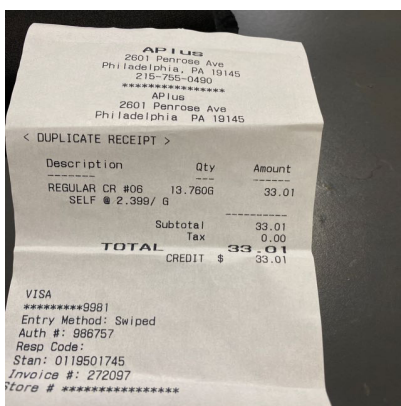 APlus
2601 Penrose Ave
Philadelphia, PA 19145
215-755-0490
****************
APlus
2601 Penrose Ave
Philadelphia PA 19145
< DUPLICATE RECEIPT >
Description Qty Amount
------- --- ------
REGULAR CR #06 13.760G 33.01
SELF @ 2.399/ G
----------
Subtotal 33.01
Tax 0.00
TOTAL 33.01
CREDIT $ 33.01
VISA
*********9981
Entry Method: Swiped
Auth #: 986757
Resp Code:
Stan: 0119501745
Invoice #: 272097
Store # ****************